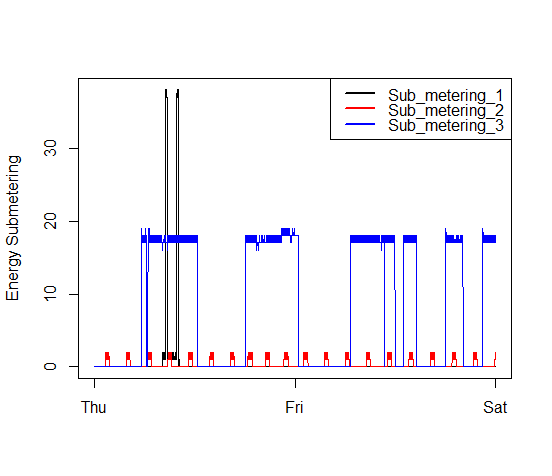 Sub_metering_1
Sub_metering_2
Sub_metering_3
Energy Submetering
30
20
10
0
Thu Fri Sat